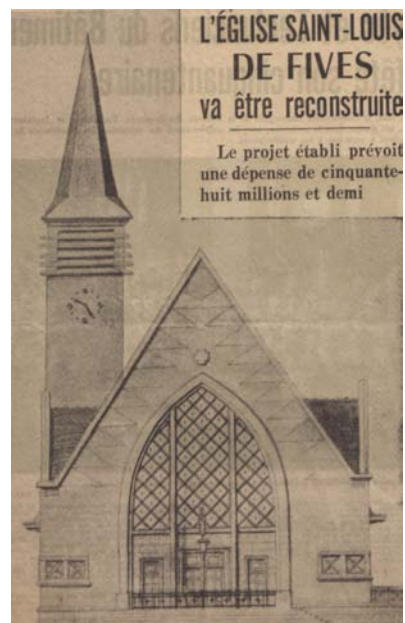 L'ÉGLISE SAINT-LOUIS
DE FIVES
va être reconstruite
Le projet établi prévoit
une dépense de cinquante-
huit millions et demi